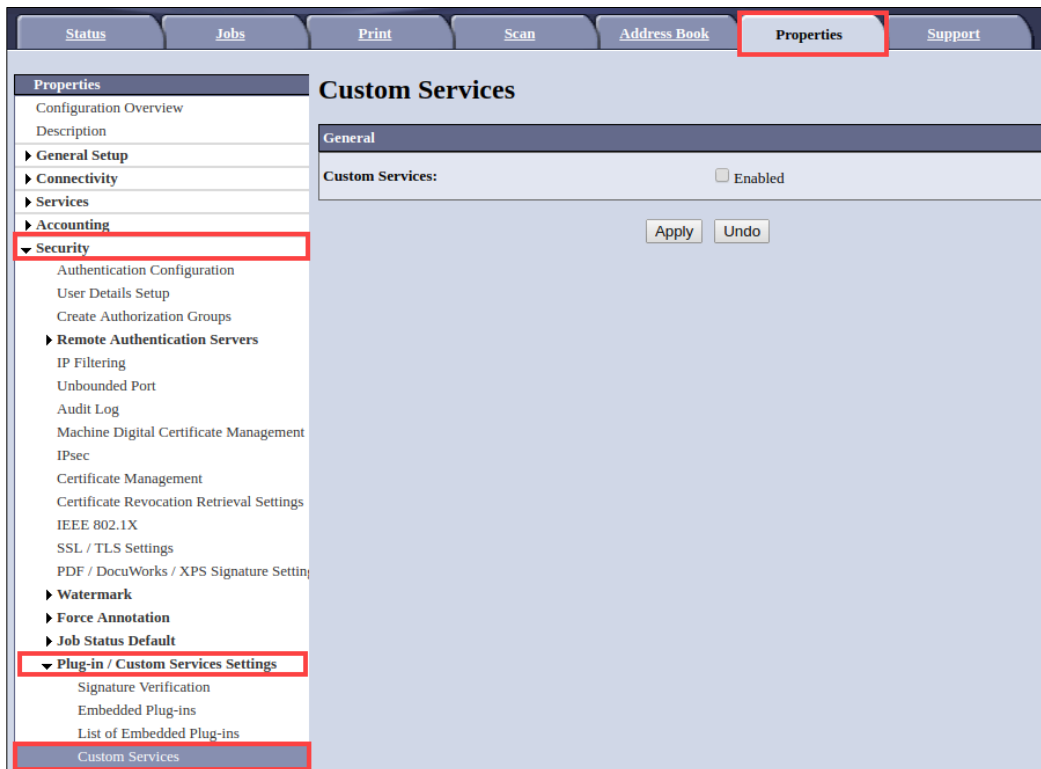 Status Jobs Print Scan Address Book Properties Support
Properties
Configuration Overview
Description
General Setup
Connectivity
Services
Accounting
Security
Authentication Configuration
User Details Setup
Create Authorization Groups
Remote Authentication Servers
IP Filtering
Unbounded Port
Audit Log
Machine Digital Certificate Management
IPsec
Certificate Management
Certificate Revocation Retrieval Settings
IEEE 802.1X
SSL / TLS Settings
PDF / DocuWorks / XPS Signature Setting
Watermark
Force Annotation
Job Status Default
Plug-in / Custom Services Settings
Signature Verification
Embedded Plug-ins
List of Embedded Plug-ins
Custom Services
Custom Services
General
Custom Services: Enabled
Apply Undo